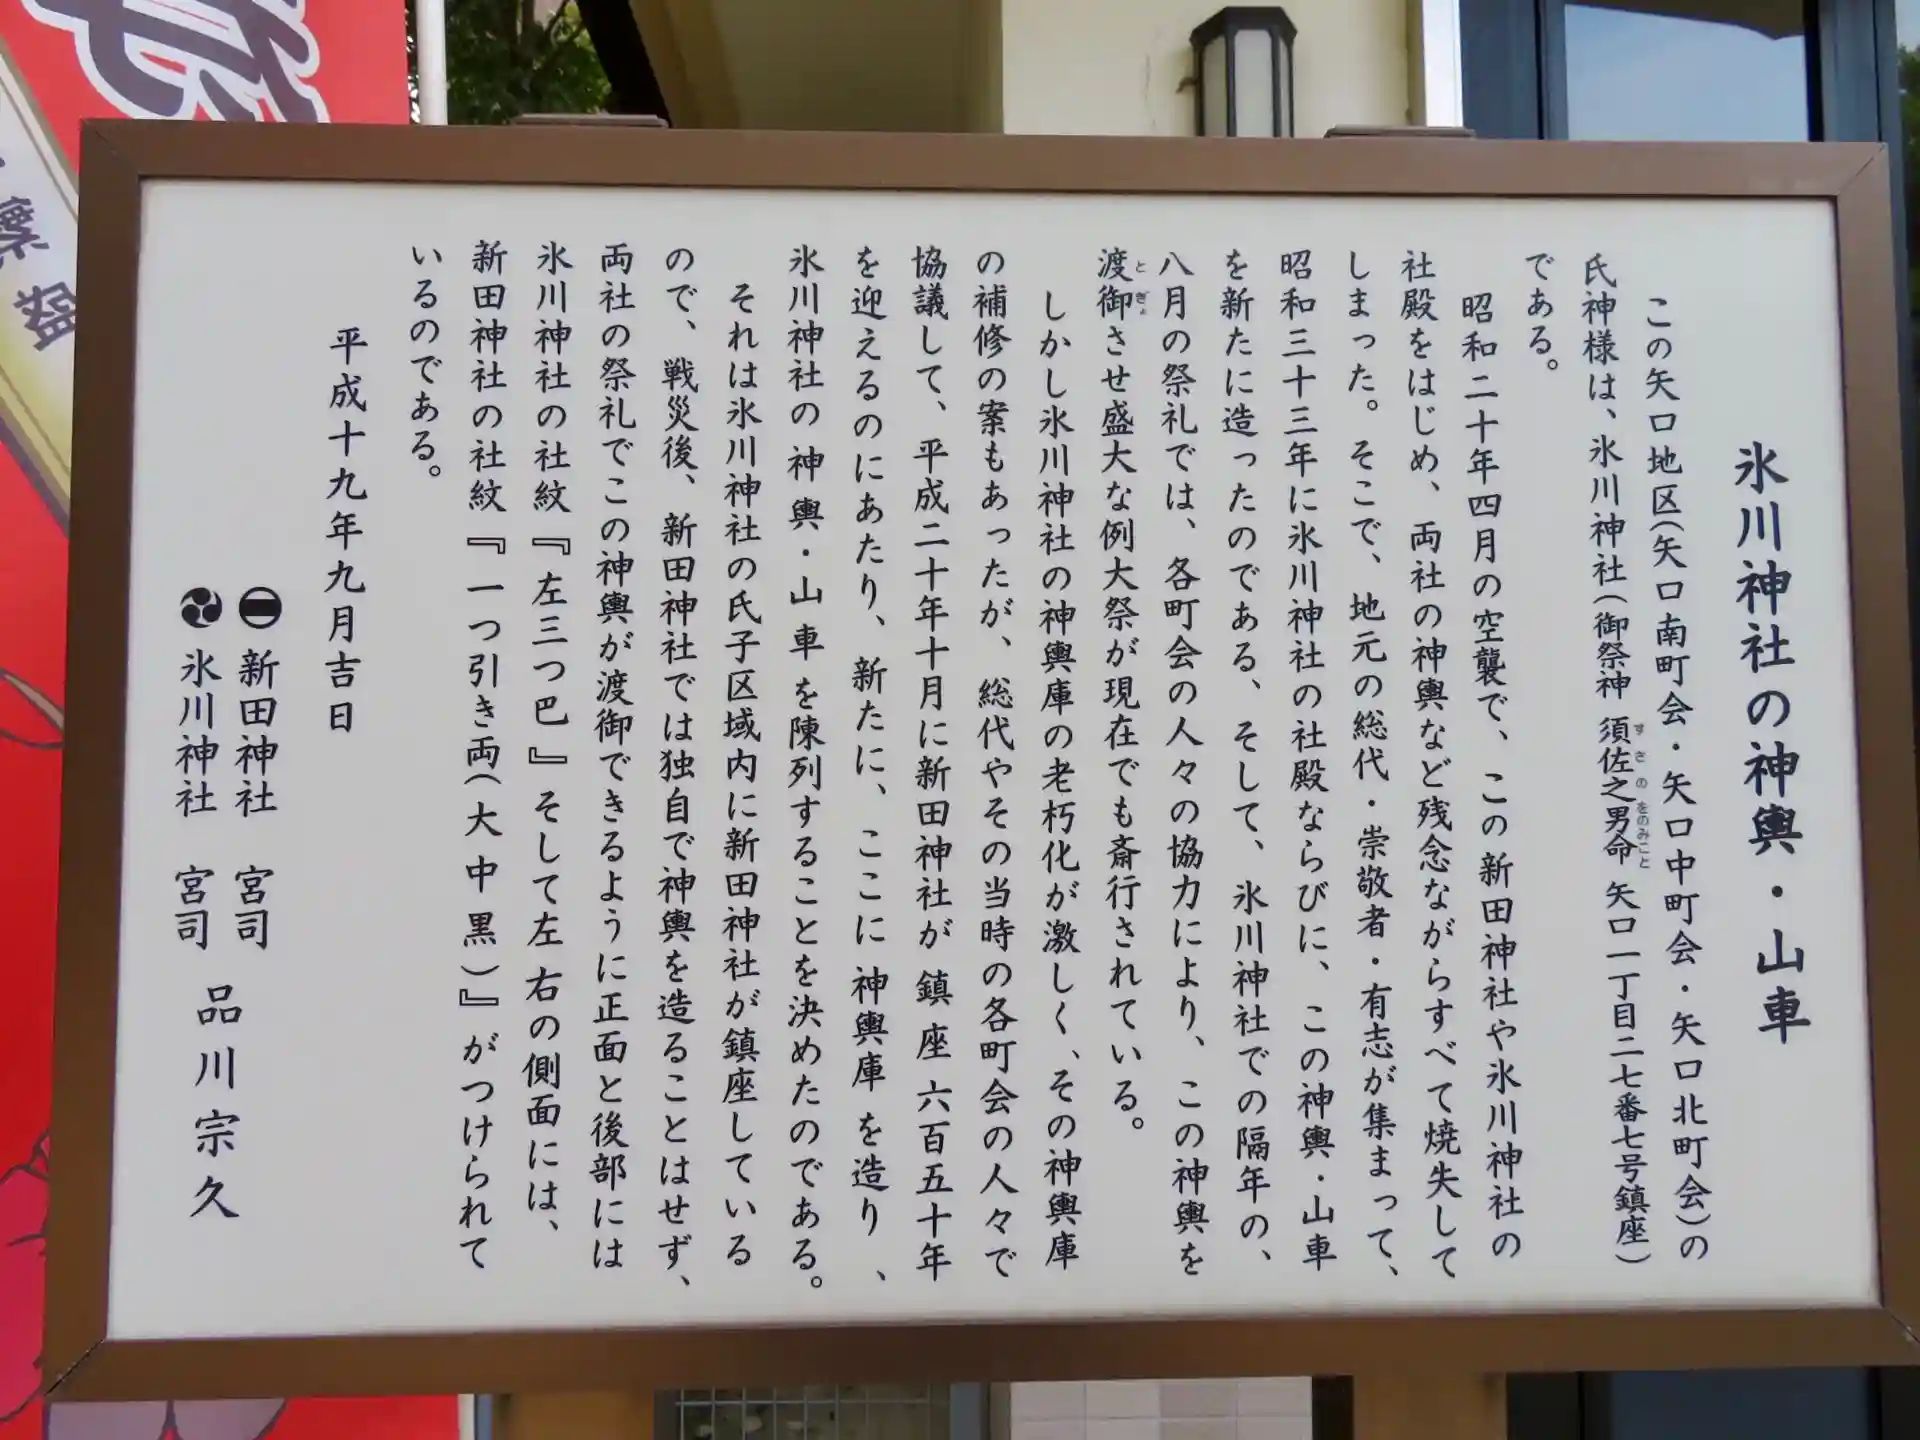 氷川神社の神輿・山車
この矢口地区(矢口南町会・矢口中町会・矢口北町会)の
氏神様は、氷川神社(御祭神 須佐之男命 矢口一丁目二七番七号鎮座)
である。
昭和二十年四月の空襲で、この新田神社や氷川神社の
社殿をはじめ、両社の神輿など残念ながらすべて焼失して
しまった。そこで、地元の総代・崇敬者・有志が集まって、
昭和三十三年に氷川神社の社殿ならびに、この神輿・山車
を新たに造ったのである、そして、氷川神社での隔年の、
八月の祭礼では、各町会の人々の協力により、この神輿を
渡御させ盛大な例大祭が現在でも斎行されている。
しかし氷川神社の神輿庫の老朽化が激しく、その神輿庫
の補修の案もあったが、総代やその当時の各町会の人々で
協議して、平成二十年十月に新田神社が鎮座六百五十年
を迎えるのにあたり、新たに、ここに神輿庫を造り、
氷川神社の神輿・山車を陳列することを決めたのである。
それは氷川神社の氏子区域内に新田神社が鎮座している
ので、戦災後、新田神社では独自で神輿を造ることはせず、
両社の祭礼でこの神輿が渡御できるように正面と後部には
氷川神社の社紋『左三つ巴』そして左右の側面には、
新田神社の社紋『一つ引き両(大中黒)』がつけられて
いるのである。
平成十九年九月吉日
新田神社 宮司
氷川神社 宮司
品川宗久